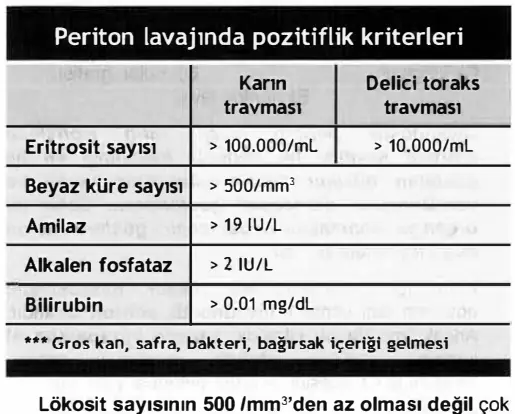 Periton lavajında pozitiflik kriterleri
Karın travması
Delici toraks travması
Eritrosit sayısı > 100.000/mL > 10.000/mL
Beyaz küre sayısı > 500/mm³
Amilaz > 19 IU/L
Alkalen fosfataz > 2 IU/L
Bilirubin > 0.01 mg/dL
*** Gros kan, safra, bakteri, bağırsak içeriği gelmesi
Lökosit sayısının 500 /mm³'den az olması değil çok